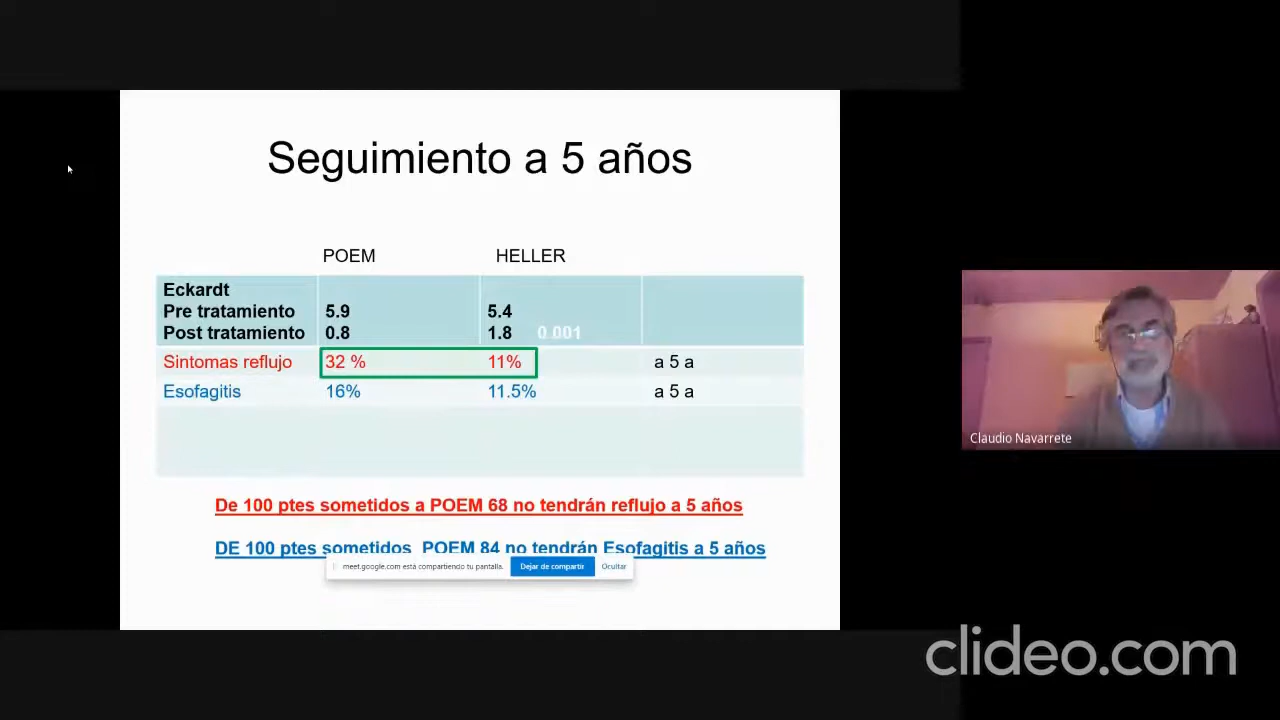 Seguimiento a 5 años
POEM HELLER
Eckardt
Pre tratamiento 5.9 5.4
Post tratamiento 0.8 1.8 0.001
Sintomas reflujo 32 % 11% a 5 a
Esofagitis 16% 11.5% a 5 a
De 100 ptes sometidos a POEM 68 no tendrán reflujo a 5 años
DE 100 ptes sometidos POEM 84 no tendrán Esofagitis a 5 años
meet.google.com está compartiendo tu pantalla. Dejar de compartir Ocultar
Claudio Navarrete
clideo.com